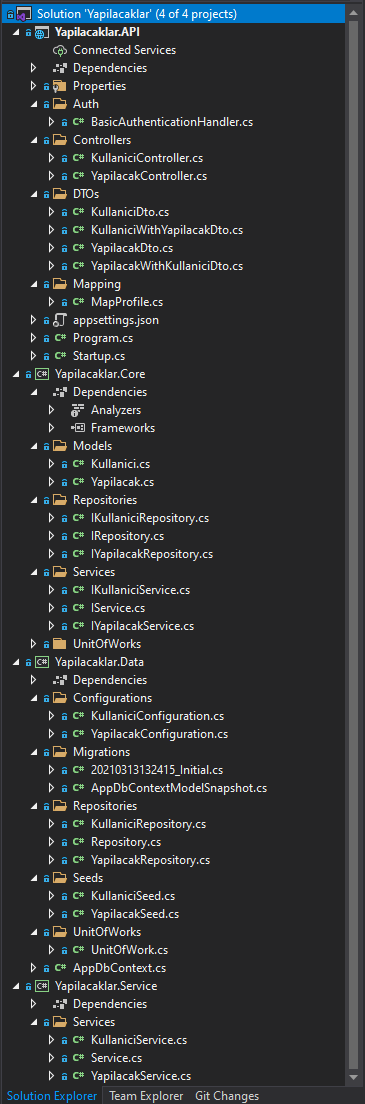 Solution 'Yapilacaklar' (4 of 4 projects)
Yapilacaklar.API
Connected Services
Dependencies
Properties
Auth
BasicAuthenticationHandler.cs
Controllers
KullaniciController.cs
YapilacakController.cs
DTOs
KullaniciDto.cs
KullaniciWithYapilacakDto.cs
YapilacakDto.cs
YapilacakWithKullaniciDto.cs
Mapping
MapProfile.cs
appsettings.json
C# Program.cs
C# Startup.cs
C# Yapilacaklar.Core
Dependencies
Analyzers
Frameworks
Models
C# Kullanici.cs
C# Yapilacak.cs
Repositories
C# IKullaniciRepository.cs
C# IRepository.cs
C# IYapilacakRepository.cs
Services
C# IKullaniciService.cs
C# IService.cs
C# IYapilacakService.cs
UnitOfWorks
C# Yapilacaklar.Data
Dependencies
Configurations
C# KullaniciConfiguration.cs
C# YapilacakConfiguration.cs
Migrations
C# 20210313132415_Initial.cs
C# AppDbContextModelSnapshot.cs
Repositories
C# KullaniciRepository.cs
C# Repository.cs
C# YapilacakRepository.cs
Seeds
C# KullaniciSeed.cs
C# YapilacakSeed.cs
UnitOfWorks
C# UnitOfWork.cs
C# AppDbContext.cs
C# Yapilacaklar.Service
Dependencies
Services
C# KullaniciService.cs
C# Service.cs
C# YapilacakService.cs
Solution Explorer Team Explorer Git Changes